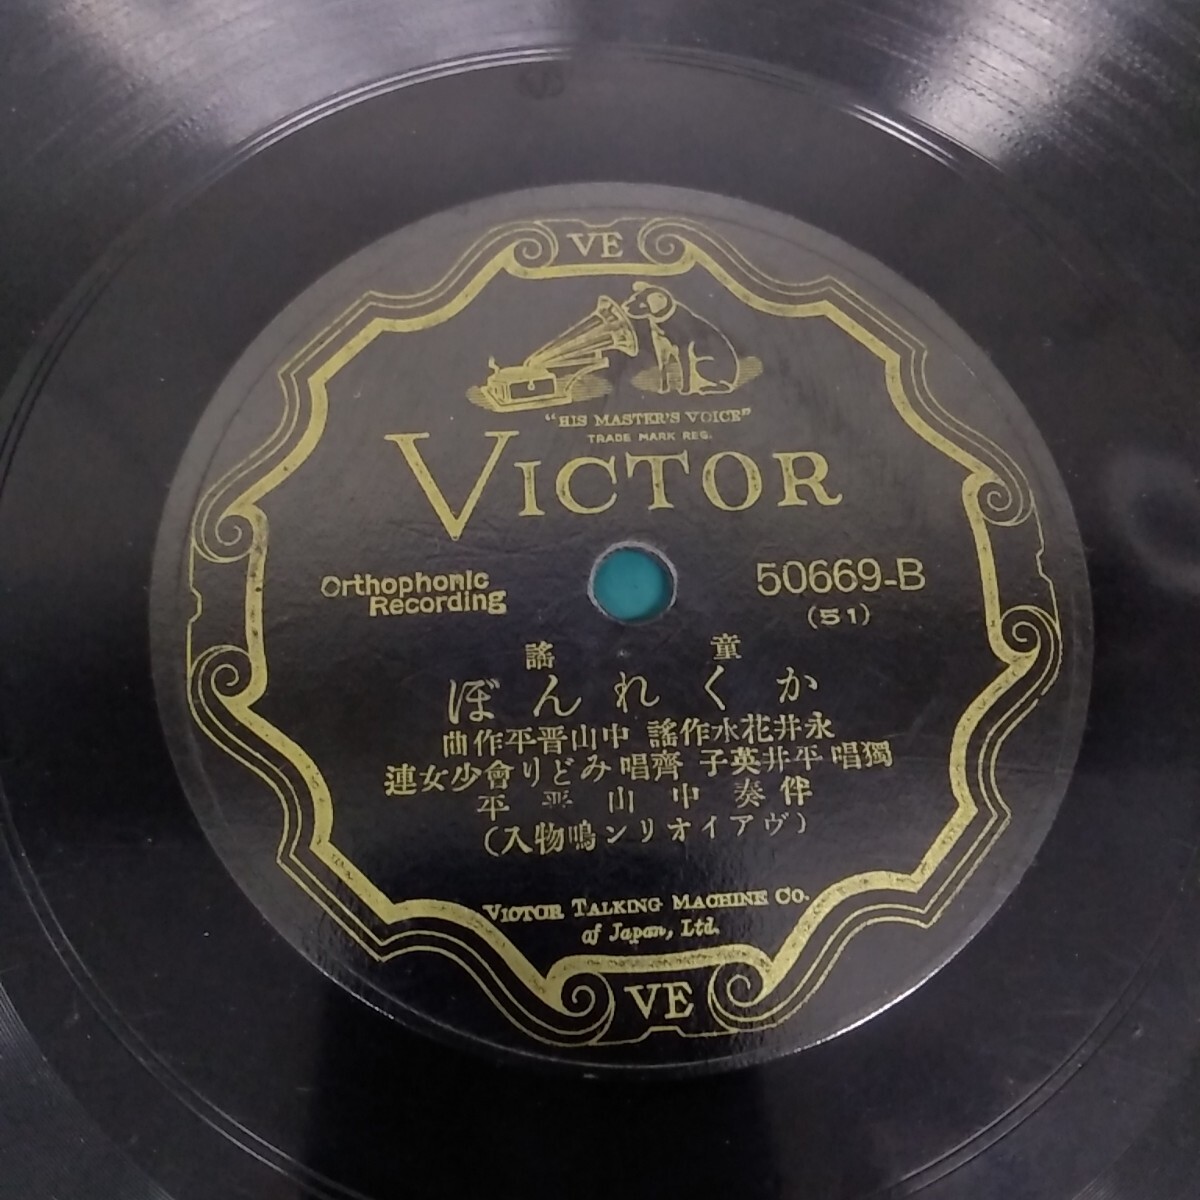 VE
"HIS MASTER'S VOICE"
TRADE MARK REG.
VICTOR
Orthophonic
Recording
50669-B
(51)
童謠
かくれんぼ
永井花水作謠 中山晋平作曲
獨唱平井英子 齊唱みどり會少女連
伴奏中山晋平
(ヴアイオリン鳴物入)
VICTOR TALKING MACHINE CO.
of Japan, Ltd.
VE